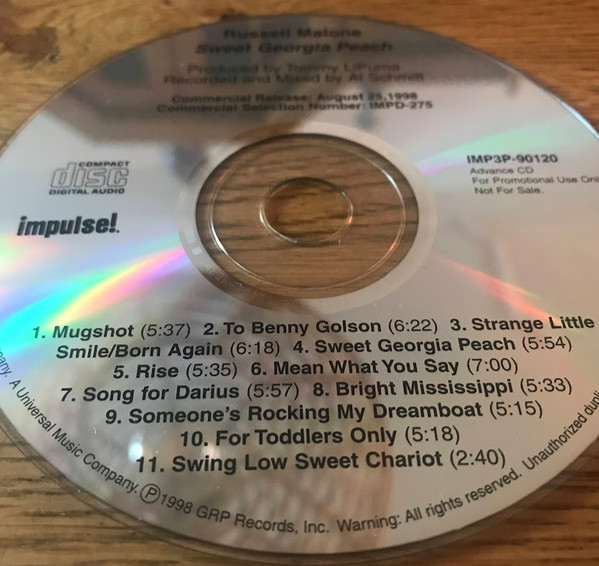 Russell Malone
Sweet Georgia Peach
Produced by Tommy LiPuma
Recorded and Mixed by Al Schmitt
Commercial Release: August 25,1998
Commercial Selection Number: IMPD-275
COMPACT
disc
DIGITAL AUDIO
IMP3P-90120
Advance CD
For Promotional Use Onl
Not For Sale.
impulse!.
1. Mugshot (5:37) 2. To Benny Golson (6:22) 3. Strange Little
Smile/Born Again (6:18) 4. Sweet Georgia Peach (5:54)
5. Rise (5:35) 6. Mean What You Say (7:00)
7. Song for Darius (5:57) 8. Bright Mississippi (5:33)
9. Someone's Rocking My Dreamboat (5:15)
10. For Toddlers Only (5:18)
11. Swing Low Sweet Chariot (2:40)
mpany. A Universal Music Company. ℗1998 GRP Records, Inc. Warning: All rights reserved. Unauthorized dupli